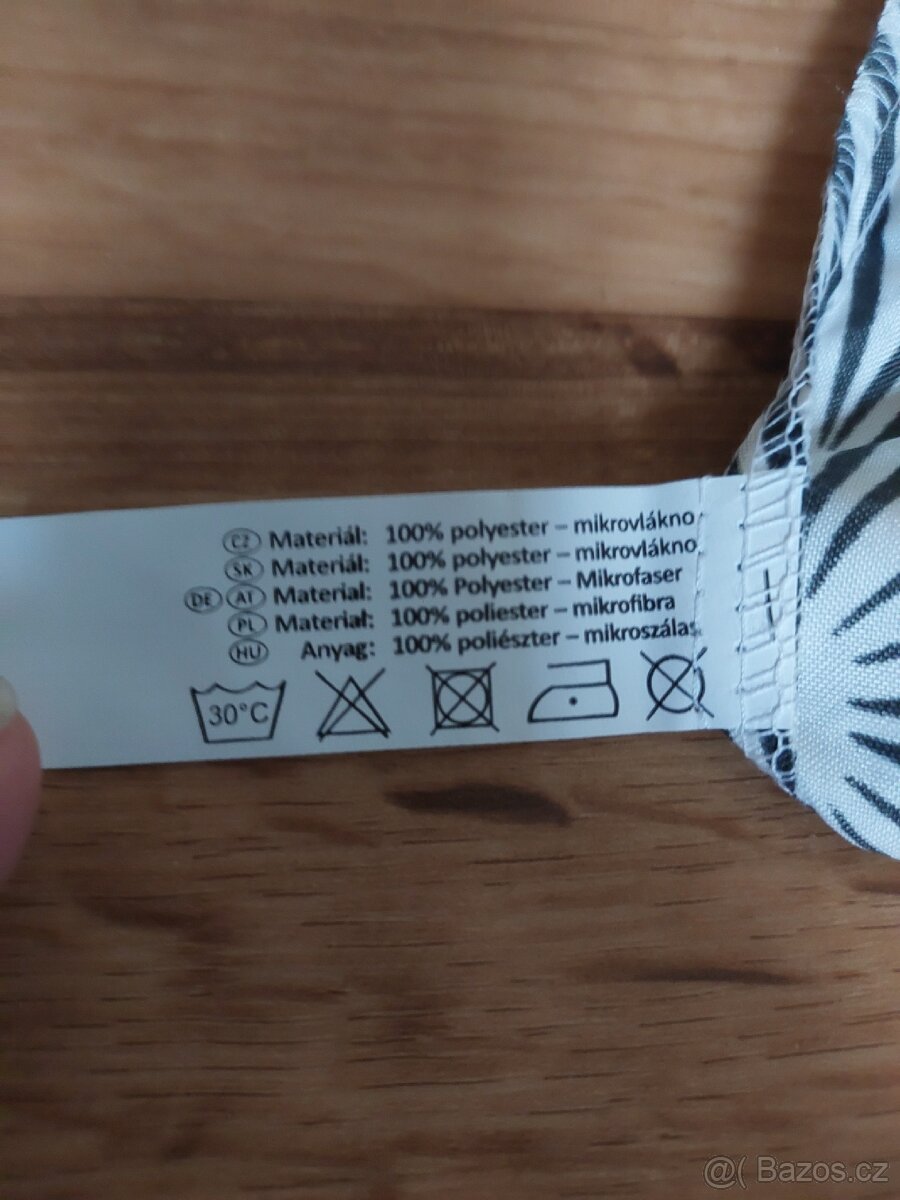 CZ Materiál: 100% polyester – mikrovlákno
SK Materiál: 100% polyester – mikrovlákno
DE AT Material: 100% Polyester – Mikrofaser
PL Materiał: 100% poliester – mikrofibra
HU Anyag: 100% poliészter – mikroszálas
30°C
@( Bazos.cz